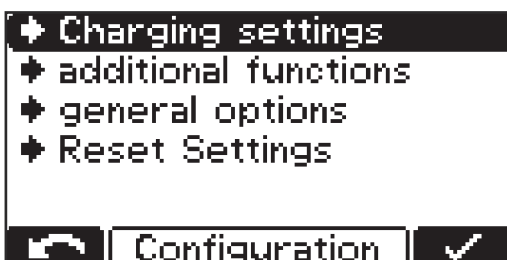 Charging settings
additional functions
general options
Reset Settings
Configuration